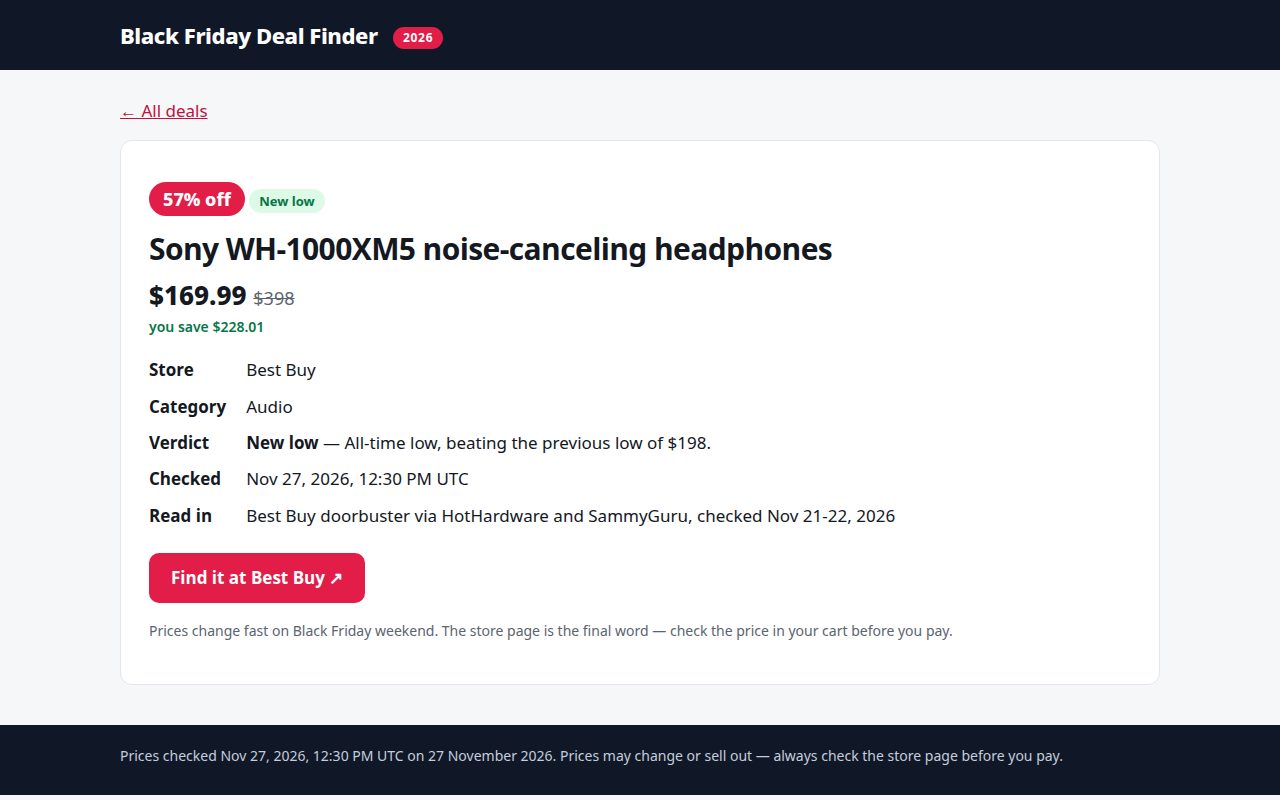 Black Friday Deal Finder 2026
← All deals
57% off New low
Sony WH-1000XM5 noise-canceling headphones
$169.99 $398
you save $228.01
Store Best Buy
Category Audio
Verdict New low — All-time low, beating the previous low of $198.
Checked Nov 27, 2026, 12:30 PM UTC
Read in Best Buy doorbuster via HotHardware and SammyGuru, checked Nov 21-22, 2026
Find it at Best Buy ↗
Prices change fast on Black Friday weekend. The store page is the final word — check the price in your cart before you pay.
Prices checked Nov 27, 2026, 12:30 PM UTC on 27 November 2026. Prices may change or sell out — always check the store page before you pay.